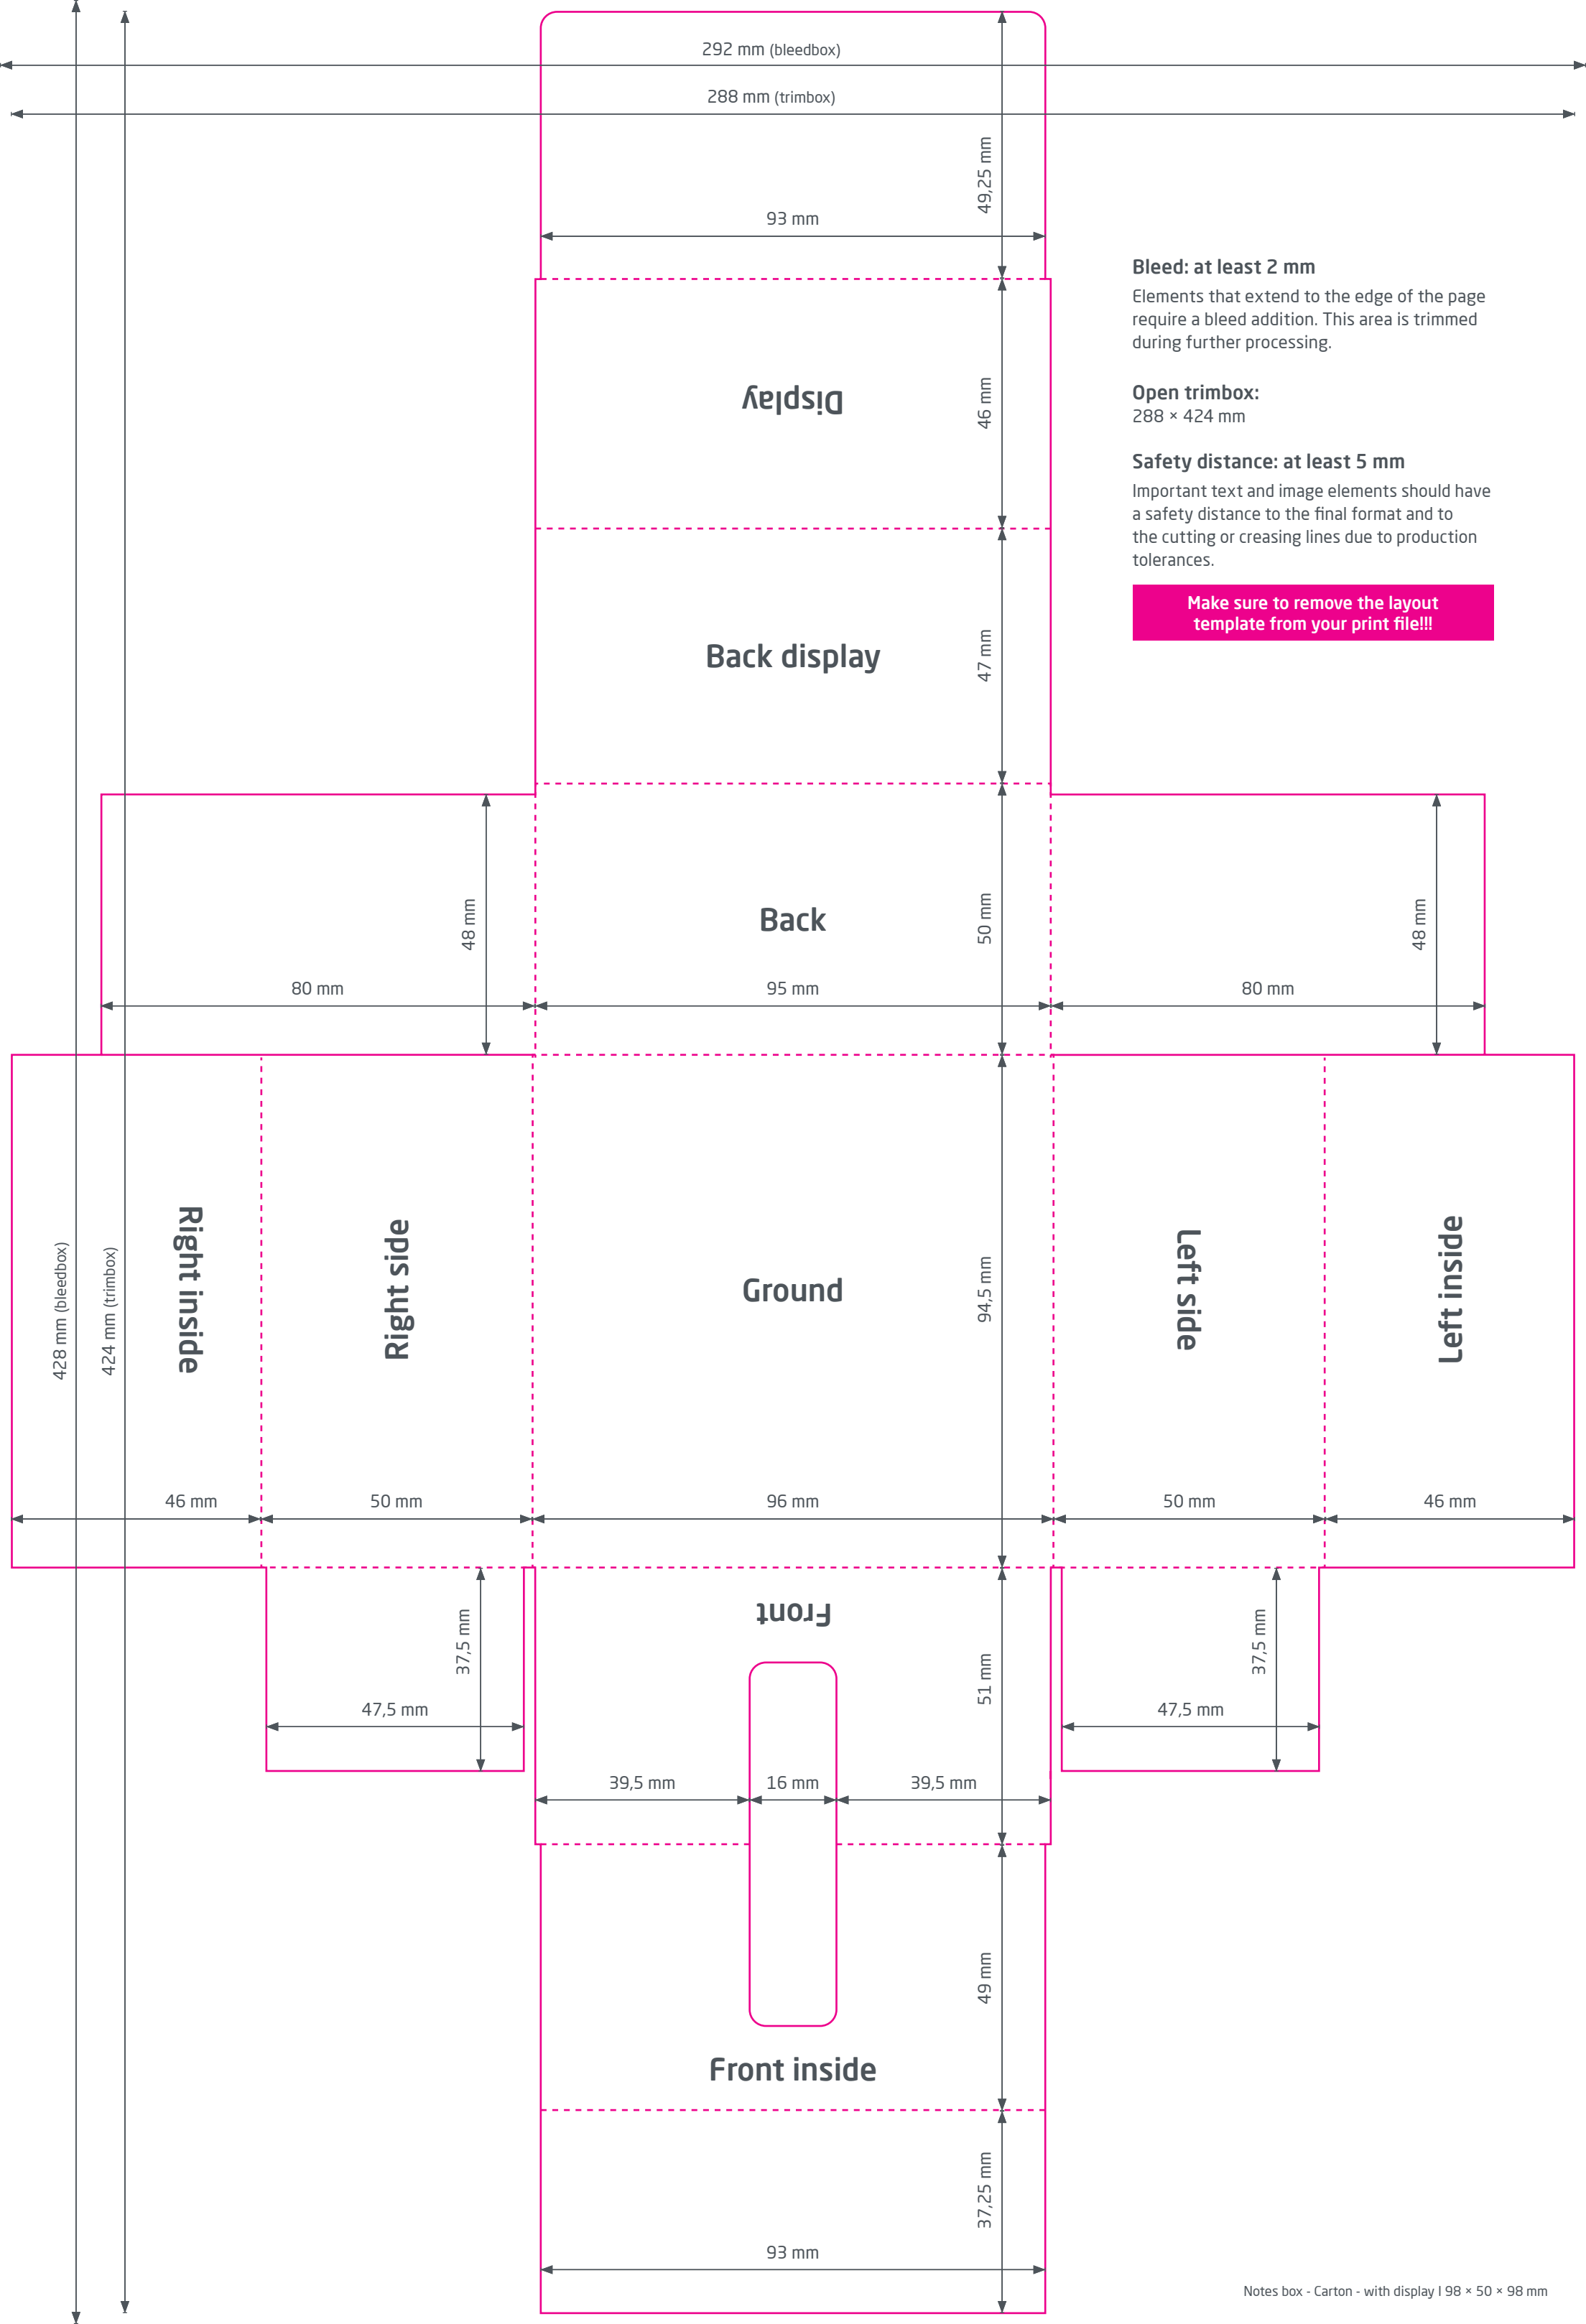 292 mm (bleedbox)
288 mm (trimbox)
49,25 mm
93 mm
Bleed: at least 2 mm
Elements that extend to the edge of the page
require a bleed addition. This area is trimmed
during further processing.
Open trimbox:
288 × 424 mm
Safety distance: at least 5 mm
Important text and image elements should have
a safety distance to the final format and to
the cutting or creasing lines due to production
tolerances.
Make sure to remove the layout
template from your print file!!!
Display
46 mm
Back display
47 mm
48 mm
Back
50 mm
48 mm
80 mm
95 mm
80 mm
428 mm (bleedbox)
424 mm (trimbox)
Right inside
Right side
Ground
94,5 mm
Left side
Left inside
46 mm
50 mm
96 mm
50 mm
46 mm
Front
37,5 mm
51 mm
37,5 mm
47,5 mm
47,5 mm
39,5 mm
16 mm
39,5 mm
49 mm
Front inside
37,25 mm
93 mm
Notes box - Carton - with display I 98 × 50 × 98 mm